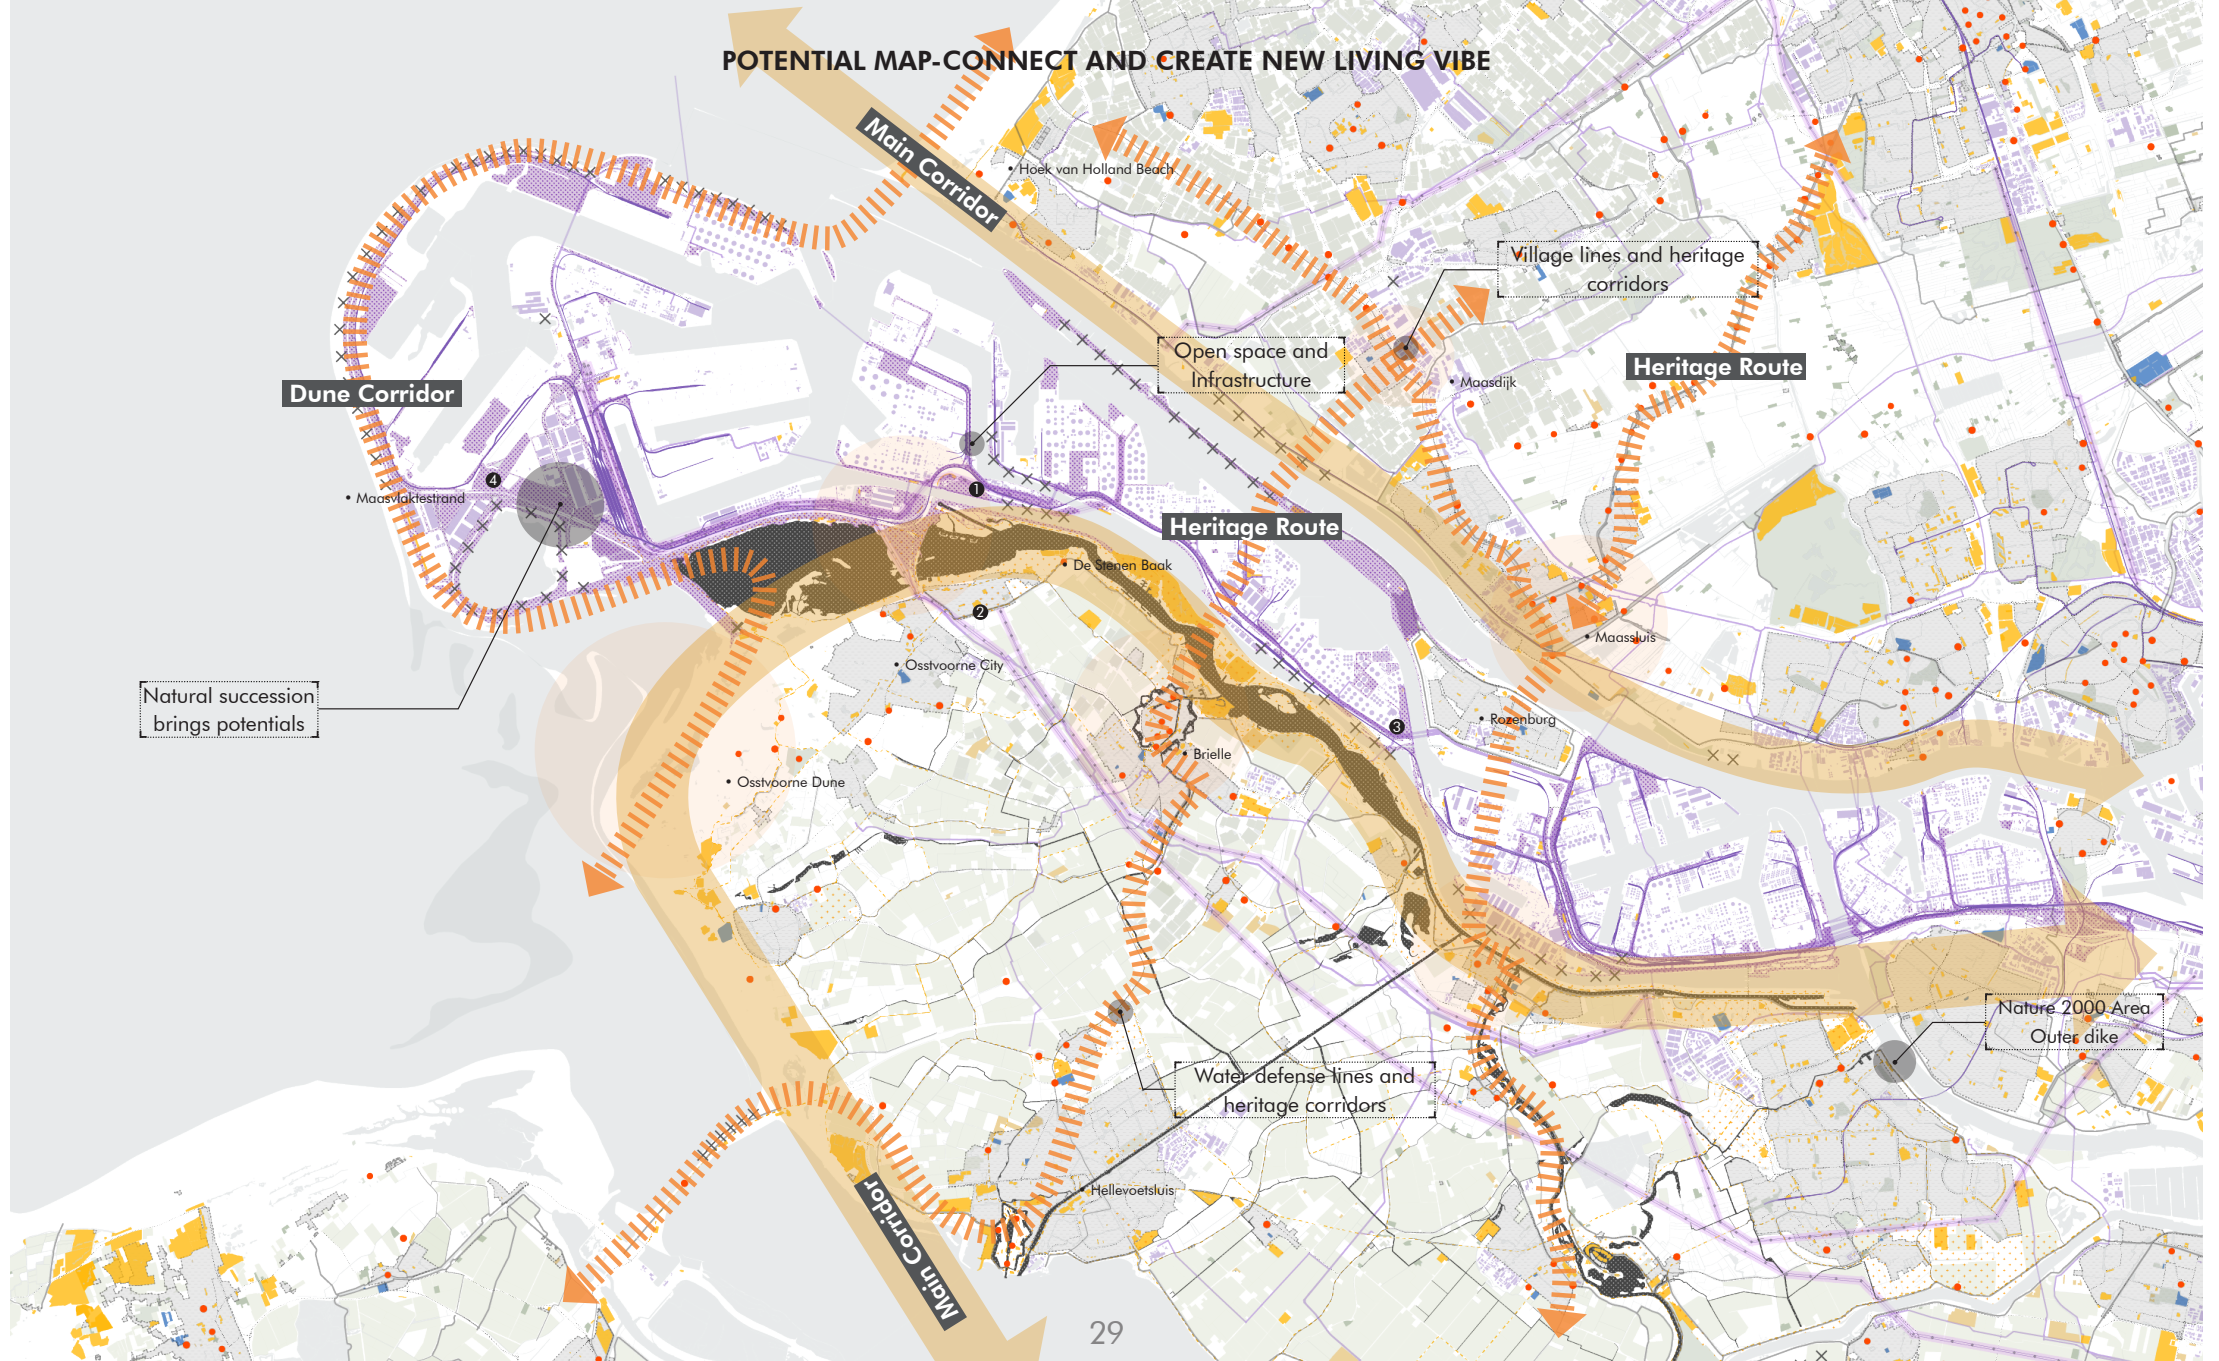 POTENTIAL MAP-CONNECT AND CREATE NEW LIVING VIBE
Main Corridor
Hoek van Holland Beach
Village lines and heritage
corridors
Open space and
Infrastructure
Maasdijk
Heritage Route
Dune Corridor
4
Maasvlaktestrand
1
Heritage Route
De Stenen Baak
2
Maassluis
Osstvoorne City
Natural succession
brings potentials
3
Rozenburg
Brielle
Osstvoorne Dune
Nature 2000 Area
Outer dike
Water defense lines and
heritage corridors
Hellevoetsluis
Main Corridor
29